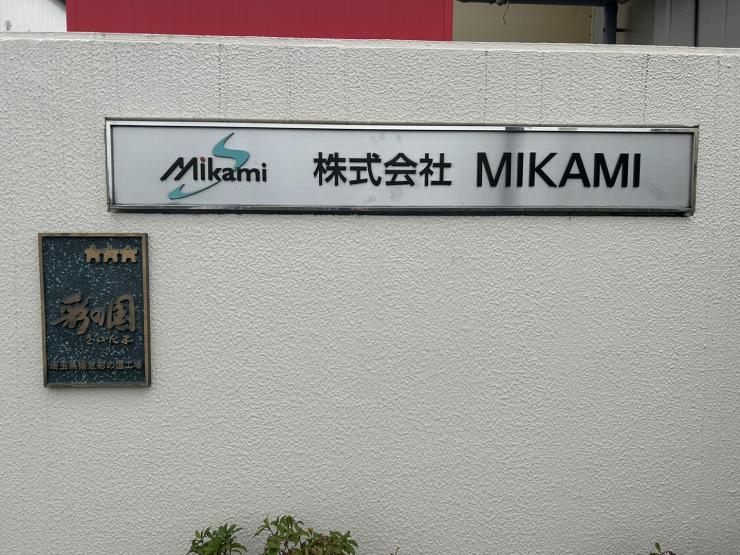 Mikami
株式会社 MIKAMI
彩の国
さいたま
埼玉県指定彩の国工場